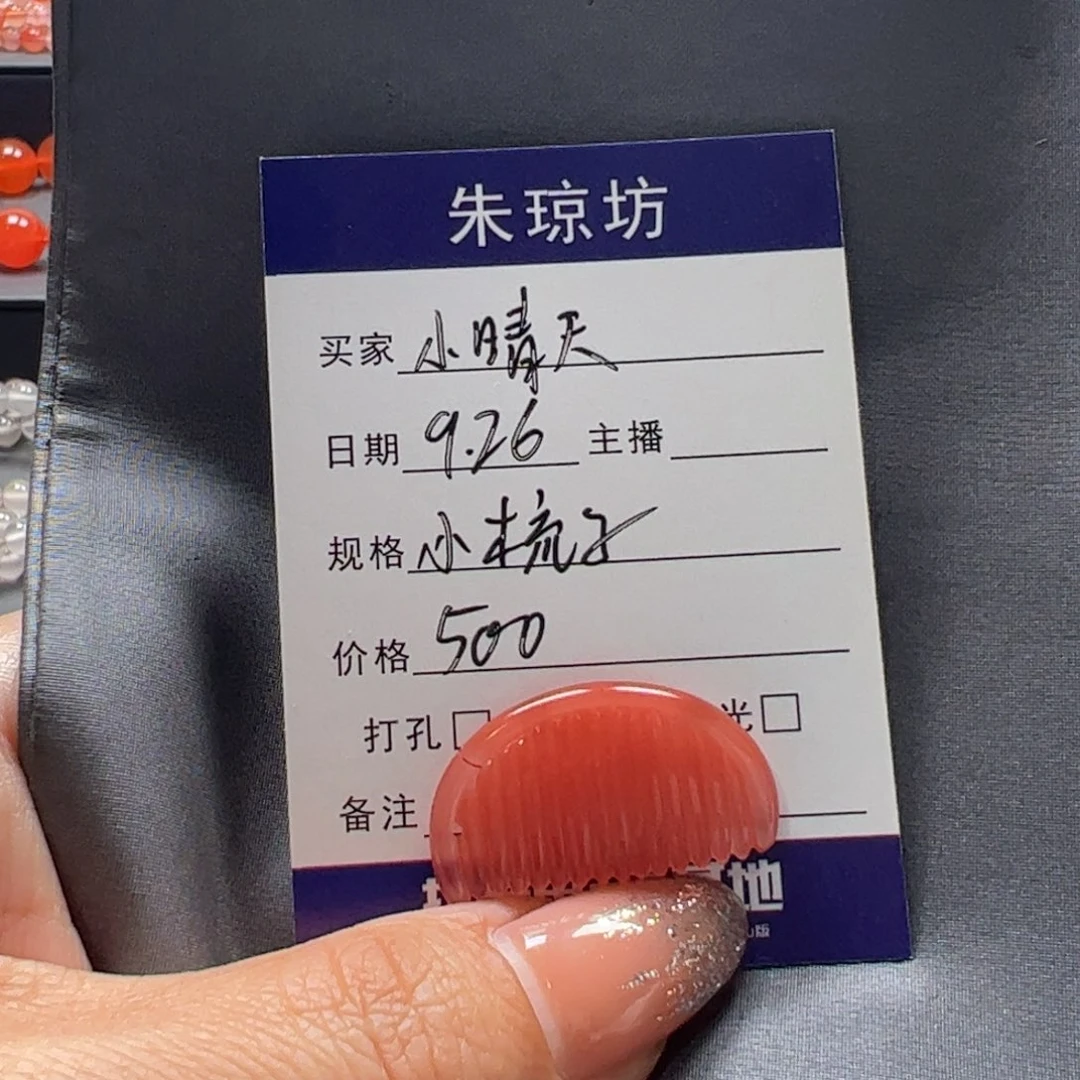 朱琼坊
买家 小晴天
日期 9.26 主播
规格 小梳子
价格 500
打孔□ 光□
备注
地
版